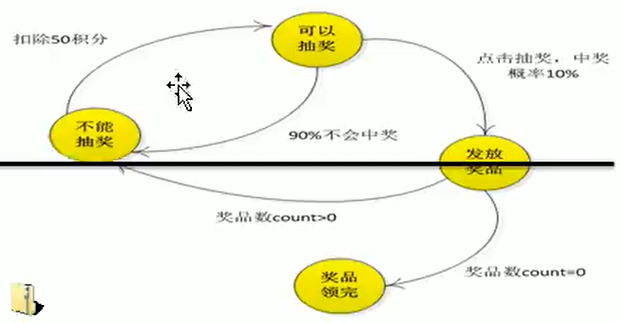 扣除50积分
可以
抽奖
点击抽奖，中奖
概率10%
不能
抽奖
90%不会中奖
发放
奖品
奖品数count>0
奖品数count=0
奖品
领完